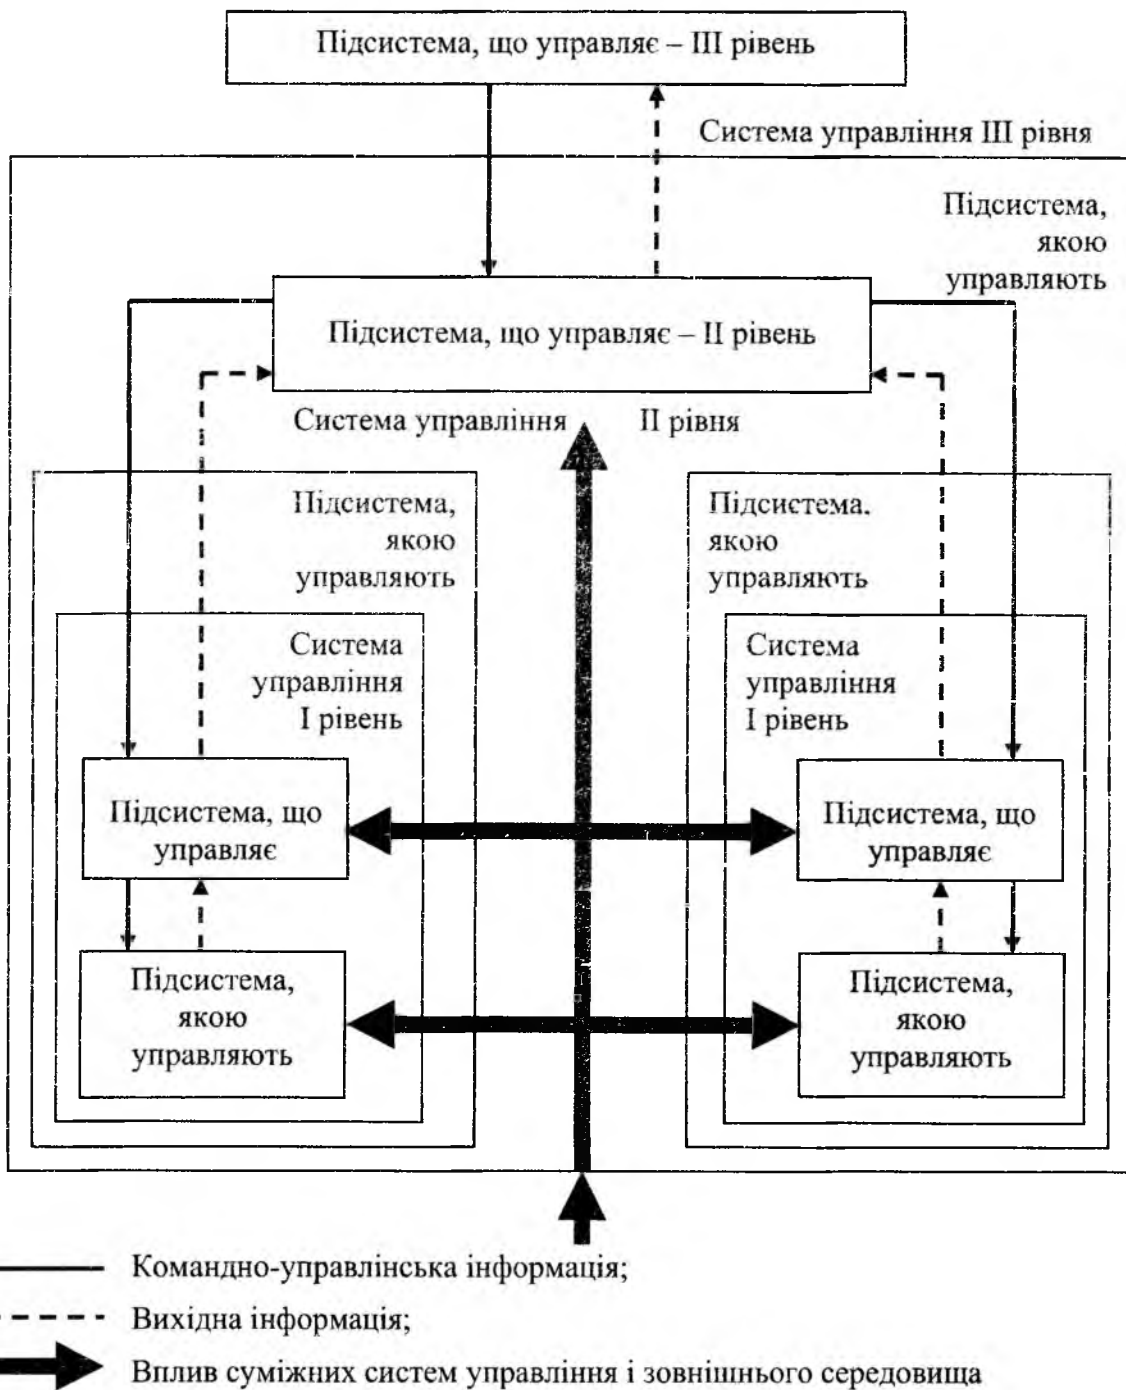 Підсистема, що управляє – III рівень
Система управління III рівня
Підсистема,
якою
управляють
Підсистема, що управляє – II рівень
Система управління II рівня
Підсистема,
якою
управляють
Підсистема.
якою
управляють
Система
управління
I рівень
Система
управління
I рівень
Підсистема, що
управляє
Підсистема, що
управляє
Підсистема,
якою
управляють
Підсистема,
якою
управляють
Командно-управлінська інформація;
Вихідна інформація;
Вплив суміжних систем управління і зовнішнього середовища